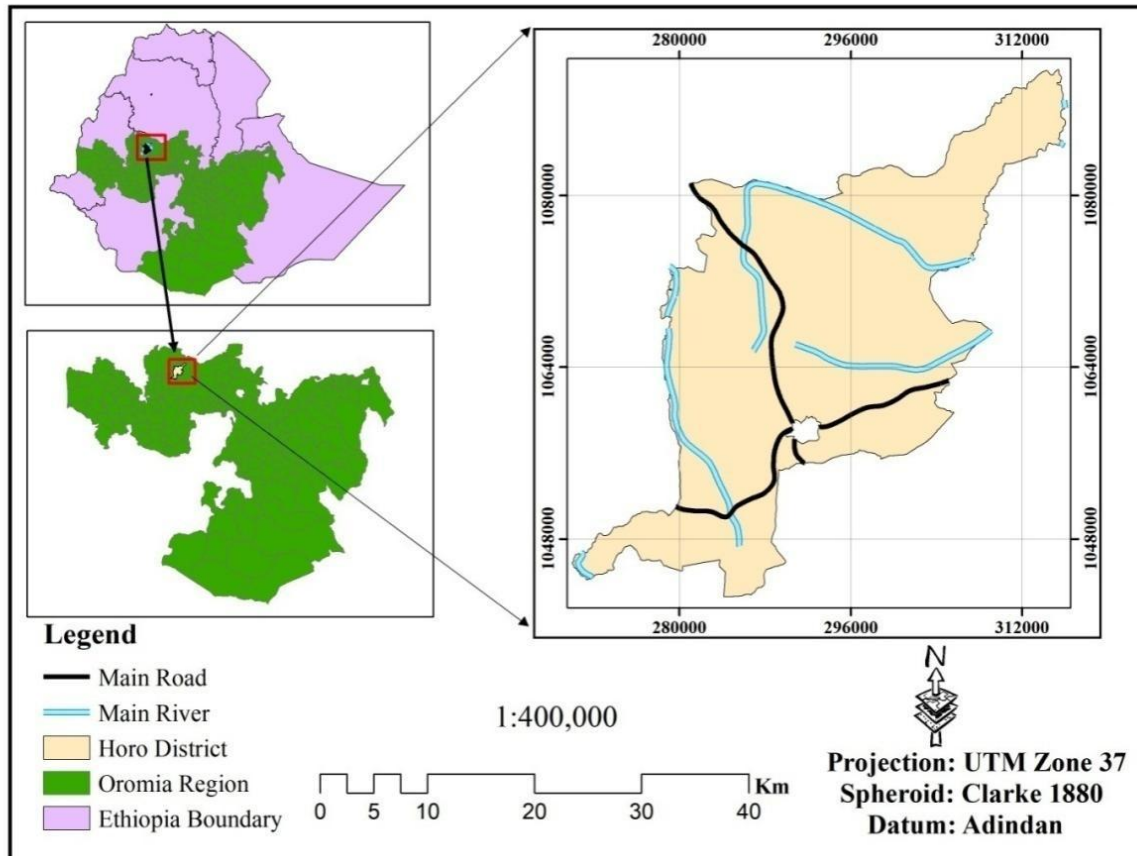 280000 296000 312000
1080000 1080000
1064000 1064000
1048000 1048000
280000 296000 312000
Legend
Main Road
Main River
Horo District
Oromia Region
Ethiopia Boundary
1:400,000
Km
0 5 10 20 30 40
N
Projection: UTM Zone 37
Spheroid: Clarke 1880
Datum: Adindan